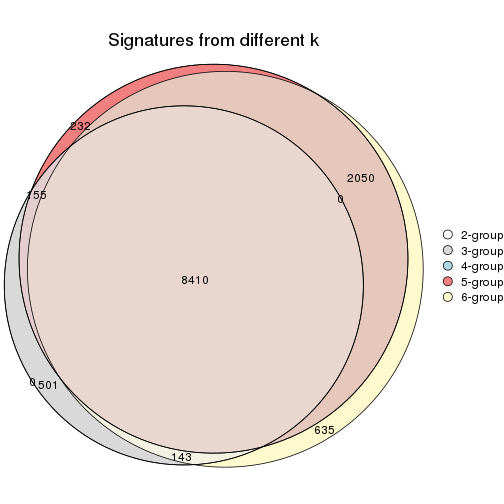 Signatures from different k
232
2050
155
0
2-group
3-group
4-group
5-group
6-group
8410
0
501
635
143